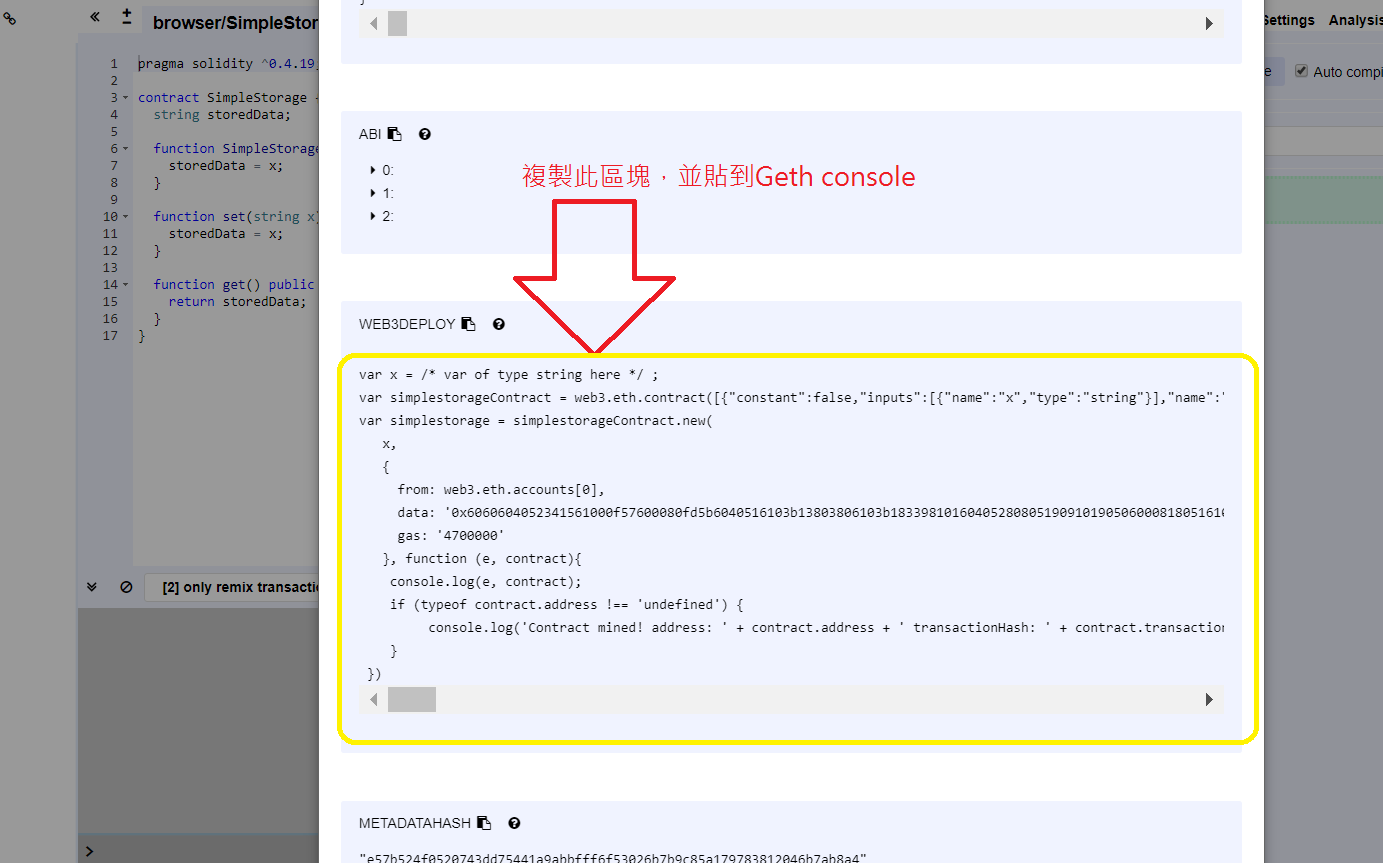 browser/SimpleStor
Settings Analysis
Auto compi
1 pragma solidity ^0.4.19;
2
3 contract SimpleStorage
4 string storedData;
5
6 function SimpleStorage
7 storedData = x;
8 }
9
10 function set(string x)
11 storedData = x;
12 }
13
14 function get() public
15 return storedData;
16 }
17 }
[2] only remix transactio
>
ABI
0:
1:
2:
複製此區塊，並貼到Geth console
WEB3DEPLOY
var x = /* var of type string here */ ;
var simplestorageContract = web3.eth.contract([{"constant":false,"inputs":[{"name":"x","type":"string"}],"name":"
var simplestorage = simplestorageContract.new(
x,
{
from: web3.eth.accounts[0],
data: '0x6060604052341561000f57600080fd5b6040516103b13803806103b1833981016040528080519091019050600081805161
gas: '4700000'
}, function (e, contract){
console.log(e, contract);
if (typeof contract.address !== 'undefined') {
console.log('Contract mined! address: ' + contract.address + ' transactionHash: ' + contract.transaction
}
})
METADATAHASH